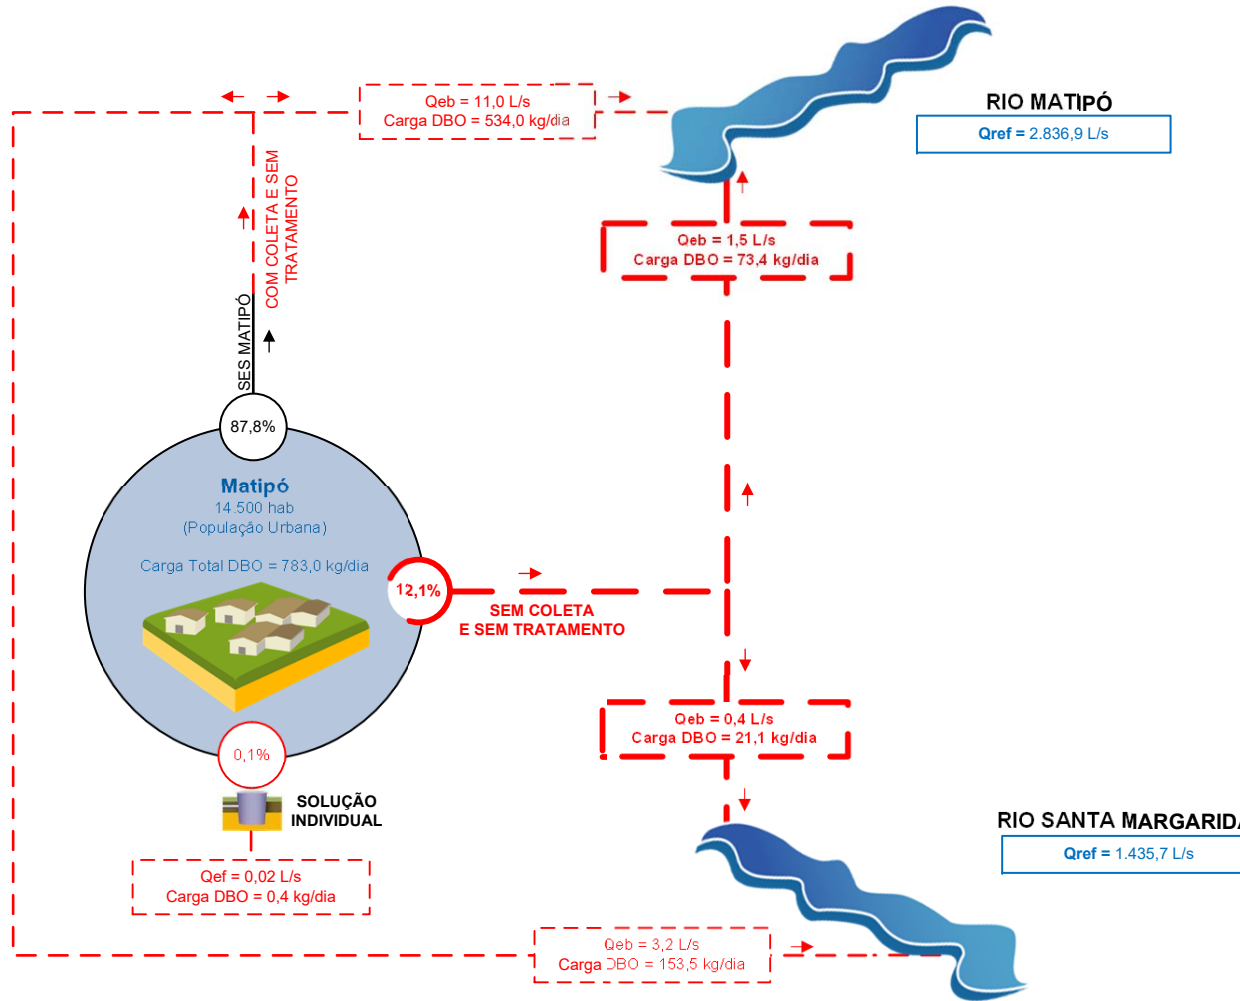 Qeb = 11,0 L/s
Carga DBO = 534,0 kg/dia
RIO MATIPÓ
Qref = 2.836,9 L/s
COM COLETA E SEM
TRATAMENTO
SES MATIPÓ
Qeb = 1,5 L/s
Carga DBO = 73,4 kg/dia
87,8%
Matipó
14.500 hab
(População Urbana)
Carga Total DBO = 783,0 kg/dia
12,1%
SEM COLETA
E SEM TRATAMENTO
Qeb = 0,4 L/s
Carga DBO = 21,1 kg/dia
0,1%
SOLUÇÃO
INDIVIDUAL
Qef = 0,02 L/s
Carga DBO = 0,4 kg/dia
RIO SANTA MARGARIDA
Qref = 1.435,7 L/s
Qeb = 3,2 L/s
Carga DBO = 153,5 kg/dia